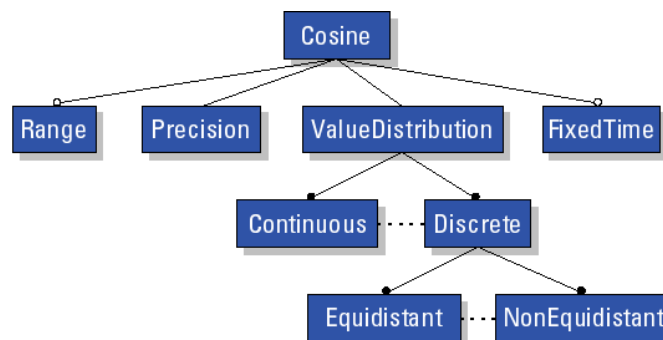 Cosine
Range Precision ValueDistribution FixedTime
Continuous Discrete
Equidistant NonEquidistant